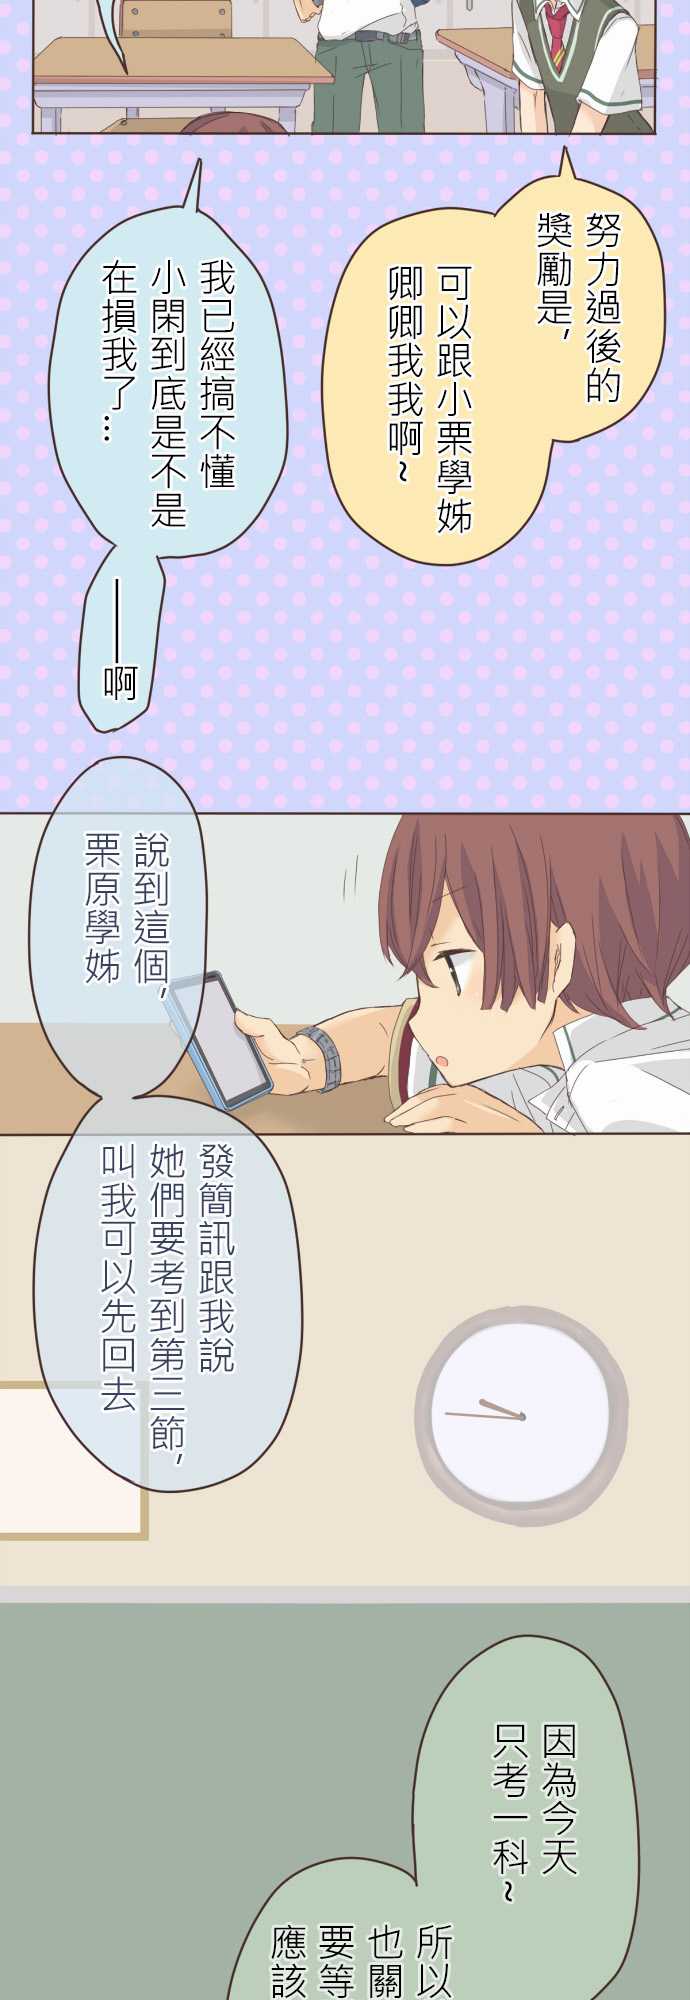 努力過後的
獎勵是,
可以跟小栗學姊
卿卿我我啊~
我已經搞不懂
小閑到底是不是
在損我了…
——啊
說到這個,
栗原學姊
發簡訊跟我說
她們要考到第三節,
叫我可以先回去
因為今天
只考一科~
所以
也關
要等
應該